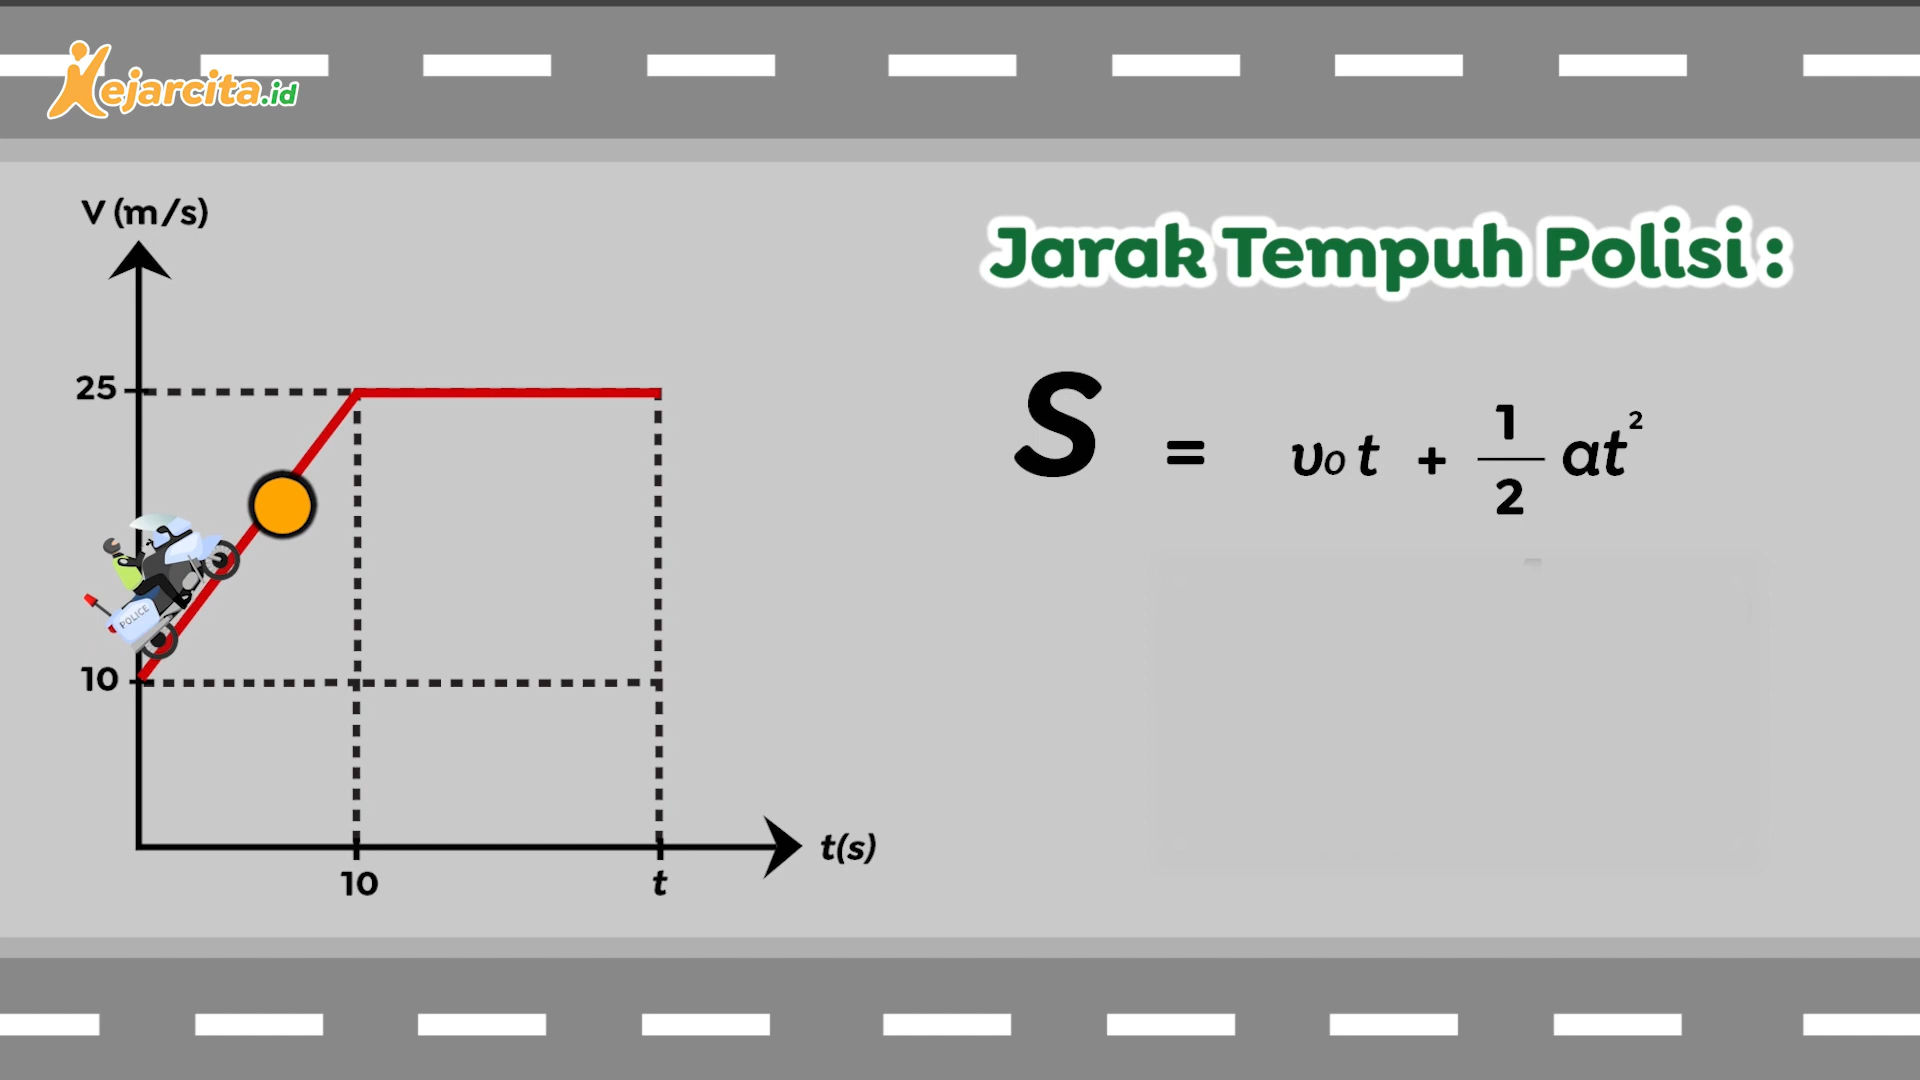 Kejarcita.id
V (m/s)
Jarak Tempuh Polisi :
25
S = v₀ t + 1/2 at²
POLICE
10
t(s)
10 t